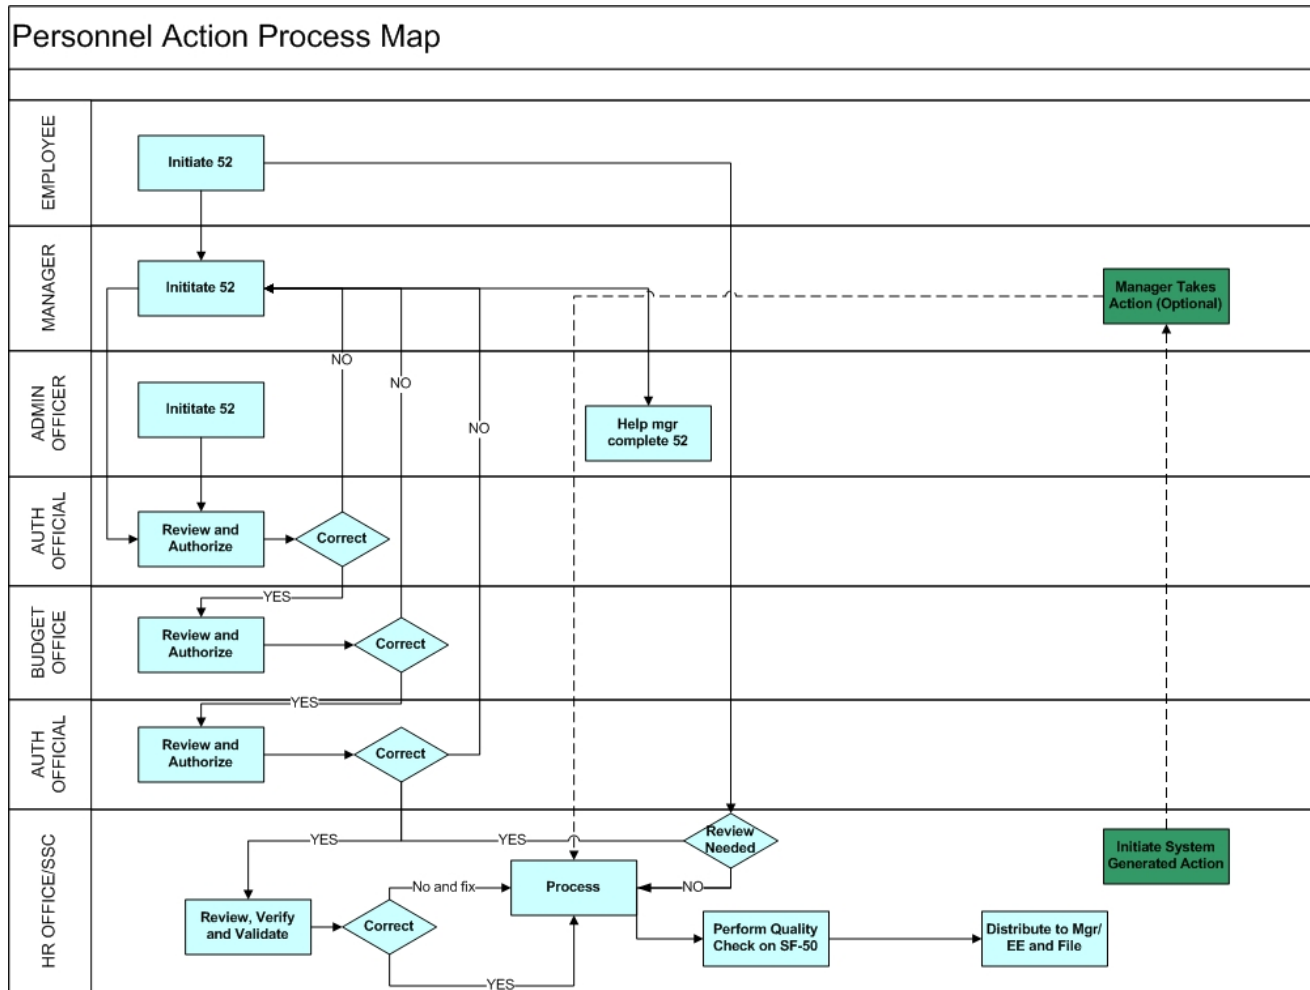 Personnel Action Process Map
EMPLOYEE
Initiate 52
MANAGER
Inititate 52
Manager Takes
Action (Optional)
NO
NO
NO
ADMIN
OFFICER
Inititate 52
Help mgr
complete 52
AUTH
OFFICIAL
Review and
Authorize
Correct
YES
BUDGET
OFFICE
Review and
Authorize
Correct
YES
AUTH
OFFICIAL
Review and
Authorize
Correct
HR OFFICE/SSC
YES
YES
Review
Needed
Initiate System
Generated Action
No and fix
Process
NO
Review, Verify
and Validate
Correct
YES
Perform Quality
Check on SF-50
Distribute to Mgr/
EE and File